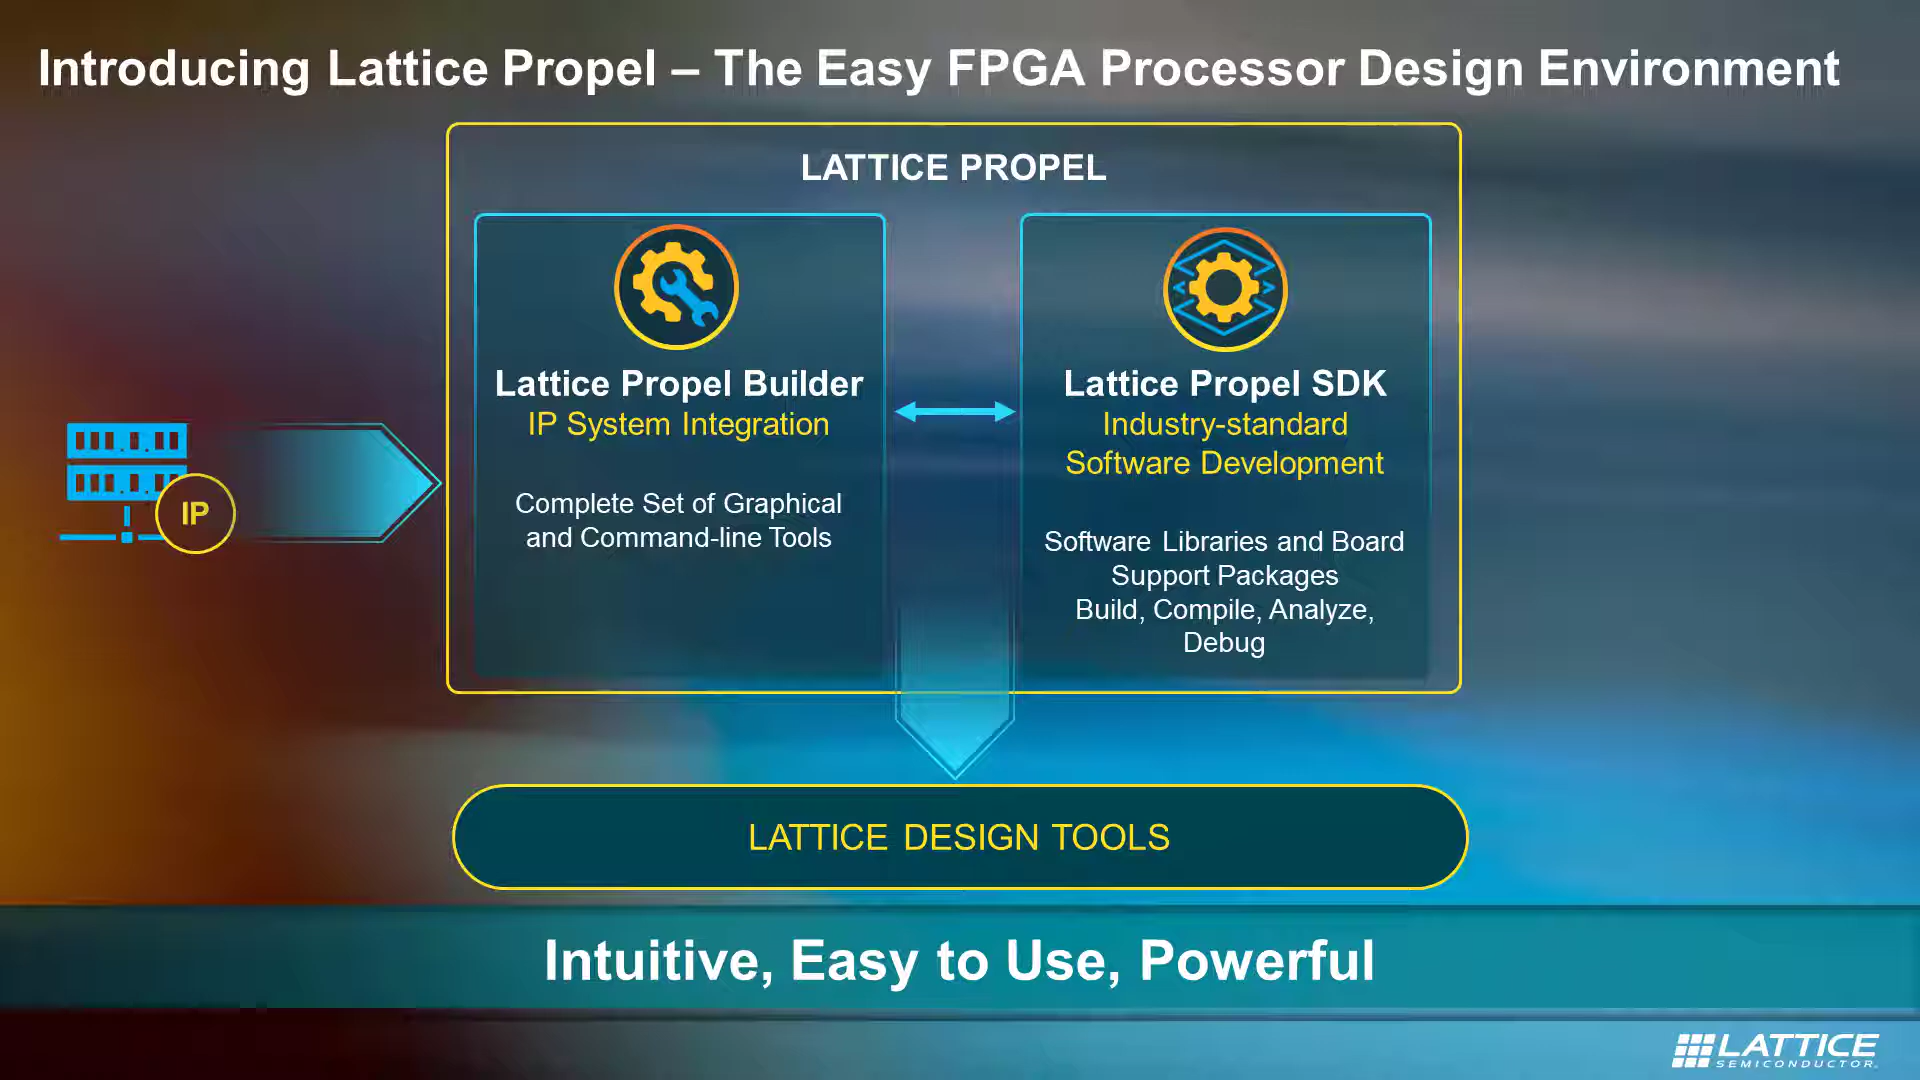 Introducing Lattice Propel – The Easy FPGA Processor Design Environment
LATTICE PROPEL
Lattice Propel Builder
IP System Integration
Complete Set of Graphical
and Command-line Tools
Lattice Propel SDK
Industry-standard
Software Development
Software Libraries and Board
Support Packages
Build, Compile, Analyze,
Debug
IP
LATTICE DESIGN TOOLS
Intuitive, Easy to Use, Powerful
LATTICE
SEMICONDUCTOR